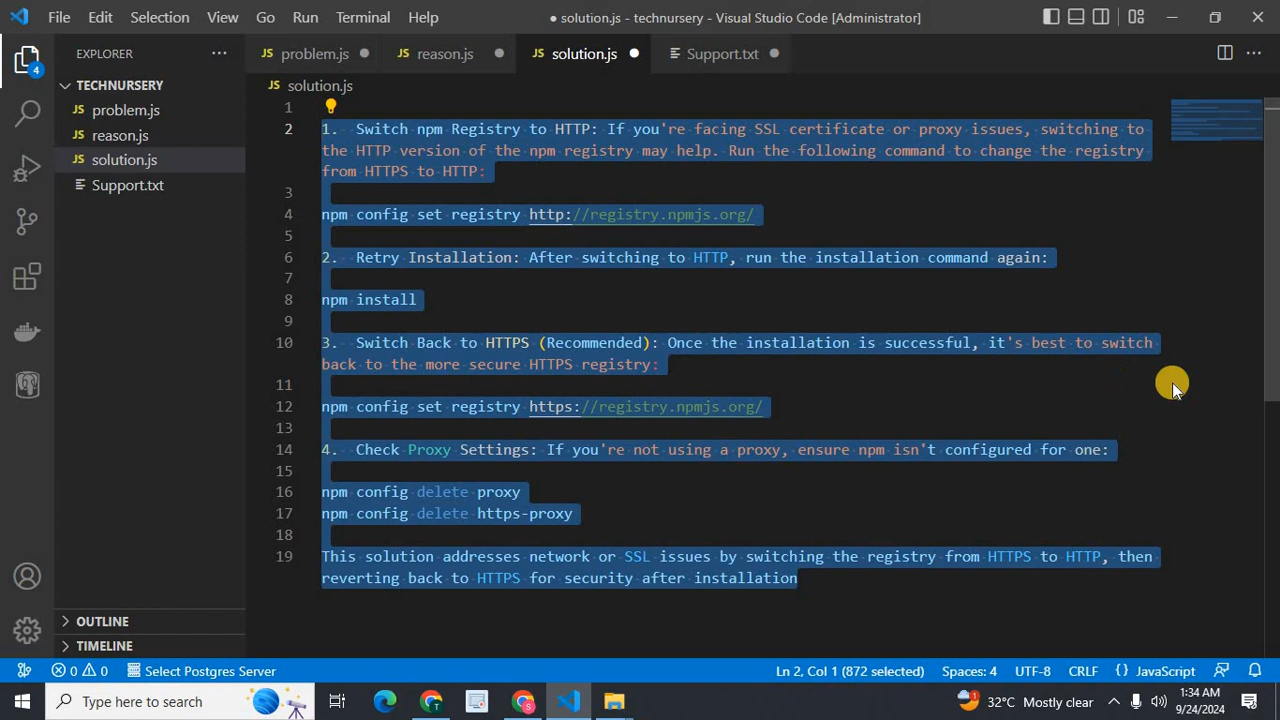 File Edit Selection View Go Run Terminal Help ● solution.js - technursery - Visual Studio Code [Administrator]
EXPLORER ···
JS problem.js ● JS reason.js ● JS solution.js ● Support.txt ● ···
4
TECHNURSERY
JS solution.js
JS problem.js
JS reason.js
JS solution.js
Support.txt
1
2 1. Switch npm Registry to HTTP: If you're facing SSL certificate or proxy issues, switching to
the HTTP version of the npm registry may help. Run the following command to change the registry
from HTTPS to HTTP:
3
4 npm config set registry http://registry.npmjs.org/
5
6 2. Retry Installation: After switching to HTTP, run the installation command again:
7
8 npm install
9
10 3. Switch Back to HTTPS (Recommended): Once the installation is successful, it's best to switch
back to the more secure HTTPS registry:
11
12 npm config set registry https://registry.npmjs.org/
13
14 4. Check Proxy Settings: If you're not using a proxy, ensure npm isn't configured for one:
15
16 npm config delete proxy
17 npm config delete https-proxy
18
19 This solution addresses network or SSL issues by switching the registry from HTTPS to HTTP, then
reverting back to HTTPS for security after installation
OUTLINE
TIMELINE
0 0 Select Postgres Server Ln 2, Col 1 (872 selected) Spaces: 4 UTF-8 CRLF {} JavaScript
Type here to search 32°C Mostly clear 1:34 AM
9/24/2024